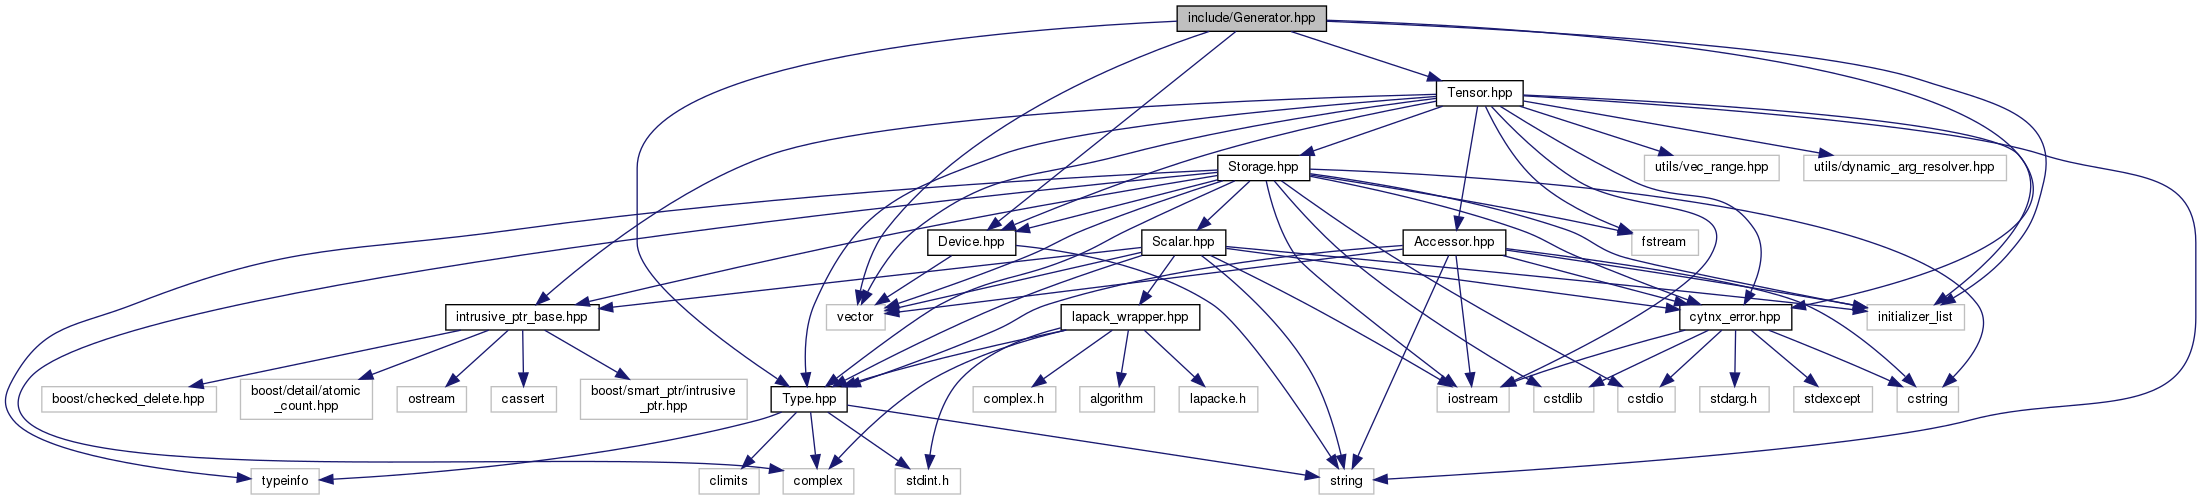 include/Generator.hpp
Tensor.hpp
Storage.hpp
utils/vec_range.hpp
utils/dynamic_arg_resolver.hpp
Device.hpp
Scalar.hpp
Accessor.hpp
fstream
intrusive_ptr_base.hpp
vector
lapack_wrapper.hpp
cytnx_error.hpp
initializer_list
boost/checked_delete.hpp
boost/detail/atomic
_count.hpp
ostream
cassert
boost/smart_ptr/intrusive
_ptr.hpp
Type.hpp
complex.h
algorithm
lapacke.h
iostream
cstdlib
cstdio
stdarg.h
stdexcept
cstring
typeinfo
climits
complex
stdint.h
string